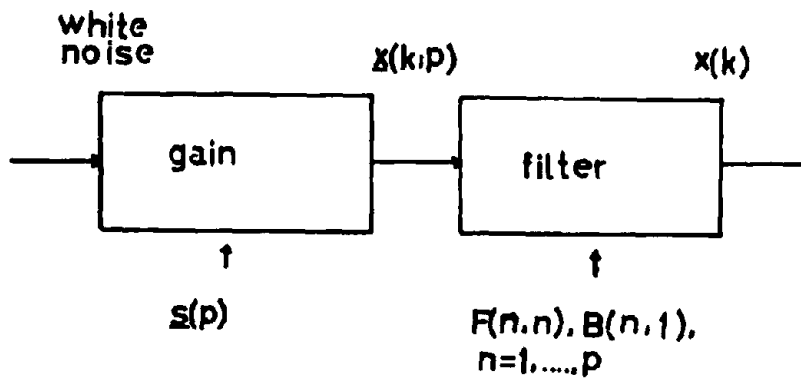 white
noise
x(k,p)
x(k)
gain
filter
s(p)
F(n,n), B(n,1),
n=1,....,p